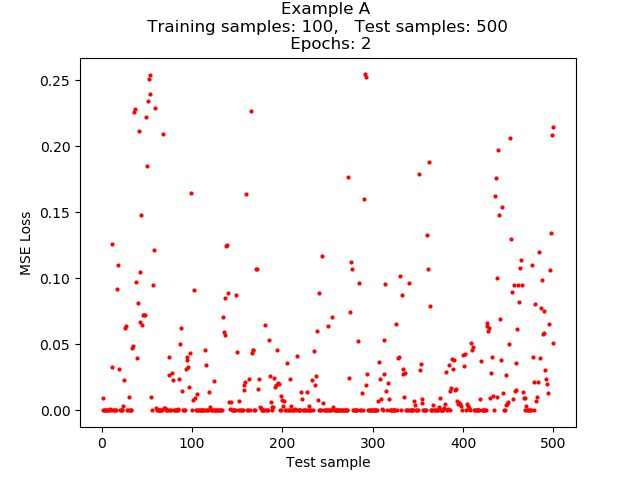 Example A
Training samples: 100,   Test samples: 500
Epochs: 2
0.25
0.20
0.15
0.10
0.05
0.00
MSE Loss
0 100 200 300 400 500
Test sample